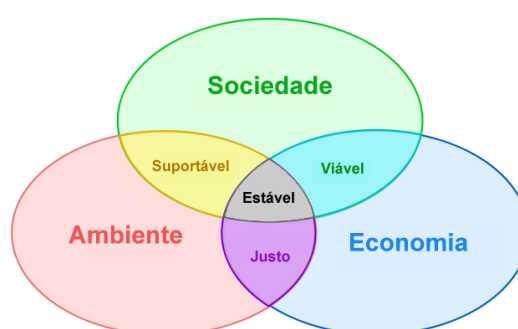 Sociedade
Suportável
Viável
Estável
Ambiente
Economia
Justo